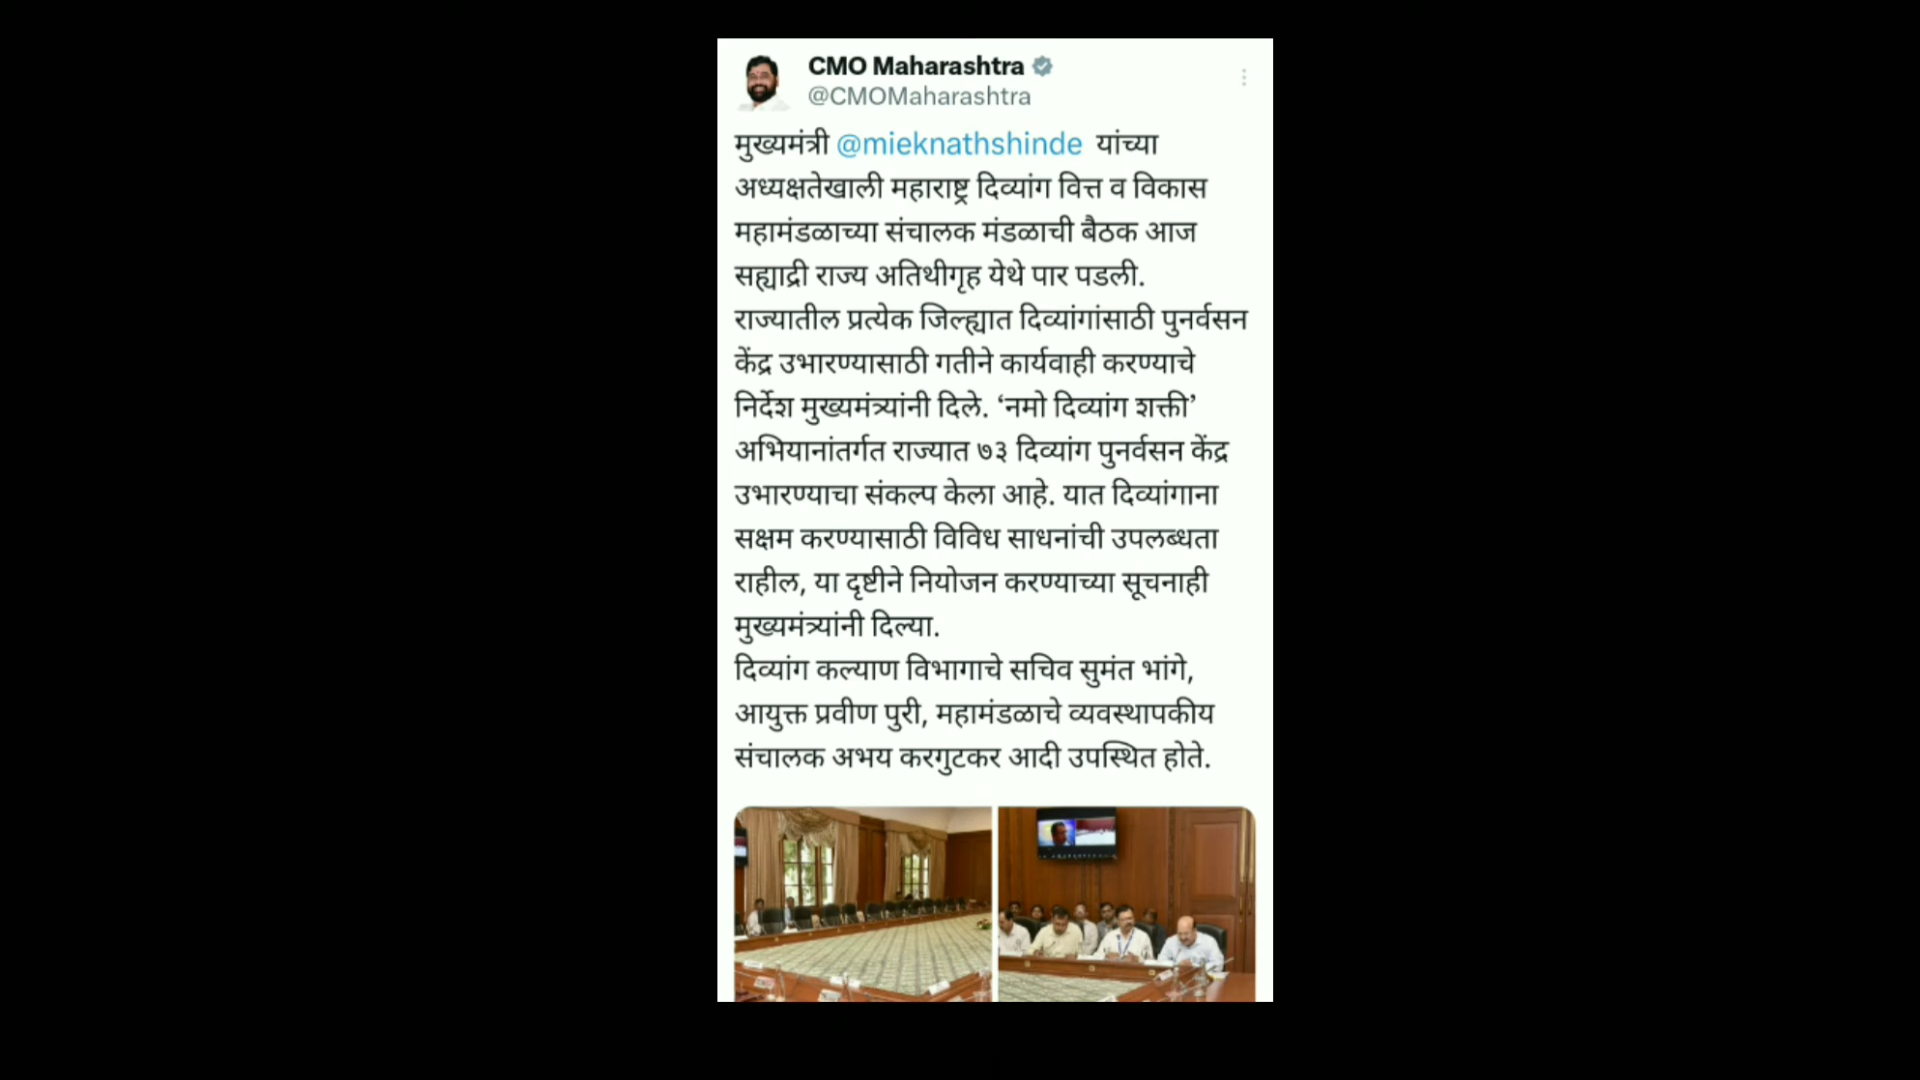 CMO Maharashtra
@CMOMaharashtra
मुख्यमंत्री @mieknathshinde यांच्या
अध्यक्षतेखाली महाराष्ट्र दिव्यांग वित्त व विकास
महामंडळाच्या संचालक मंडळाची बैठक आज
सह्याद्री राज्य अतिथीगृह येथे पार पडली.
राज्यातील प्रत्येक जिल्ह्यात दिव्यांगांसाठी पुनर्वसन
केंद्र उभारण्यासाठी गतीने कार्यवाही करण्याचे
निर्देश मुख्यमंत्र्यांनी दिले. ‘नमो दिव्यांग शक्ती’
अभियानांतर्गत राज्यात ७३ दिव्यांग पुनर्वसन केंद्र
उभारण्याचा संकल्प केला आहे. यात दिव्यांगाना
सक्षम करण्यासाठी विविध साधनांची उपलब्धता
राहील, या दृष्टीने नियोजन करण्याच्या सूचनाही
मुख्यमंत्र्यांनी दिल्या.
दिव्यांग कल्याण विभागाचे सचिव सुमंत भांगे,
आयुक्त प्रवीण पुरी, महामंडळाचे व्यवस्थापकीय
संचालक अभय करगुटकर आदी उपस्थित होते.